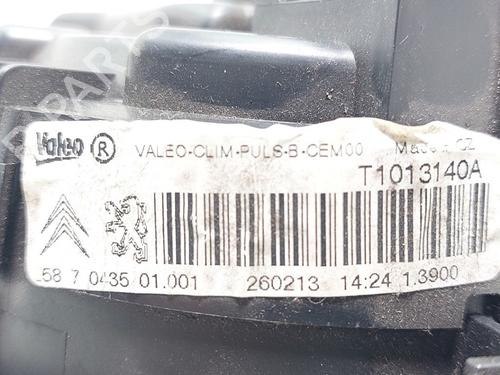 Valeo ® VALEO-CLIM-PULS-B-CEM00
T1013140A
58 7 0435 01.001 260213 14:24 1.3900